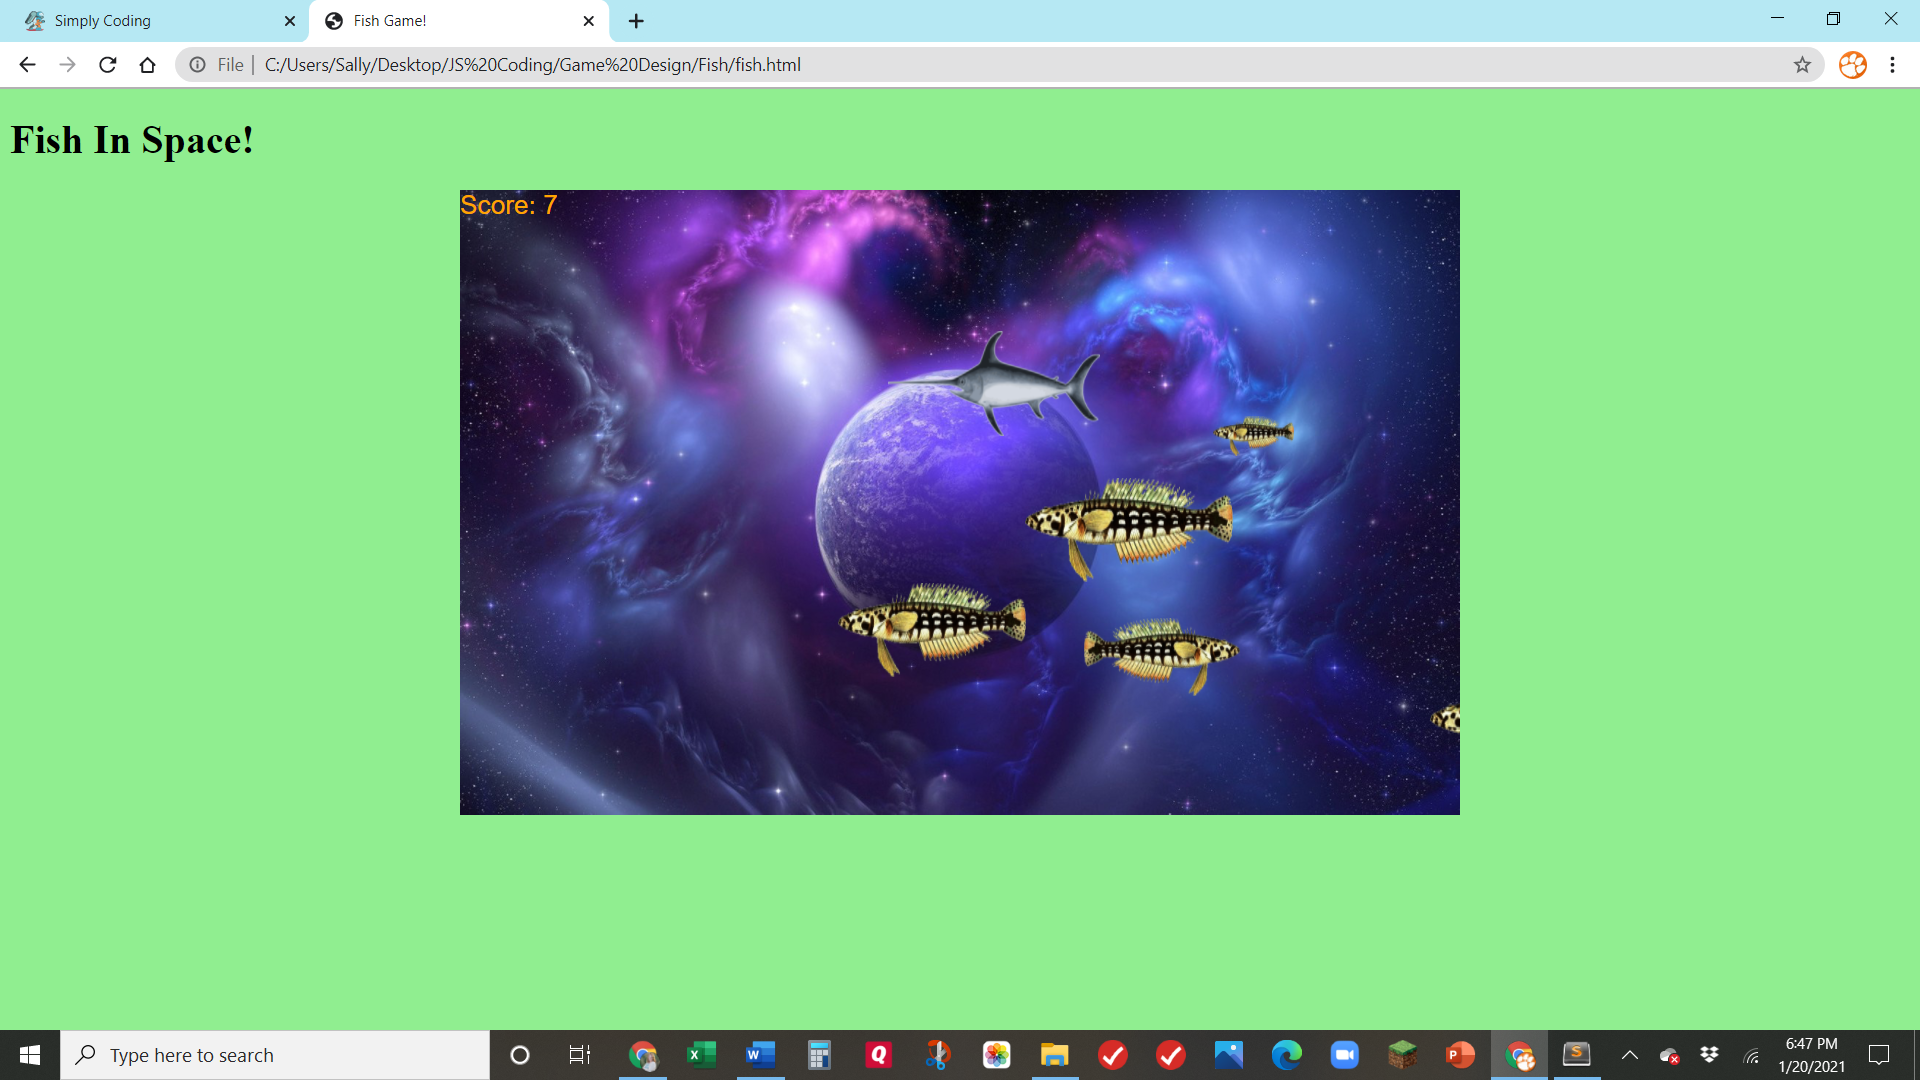 Simply Coding
Fish Game!
File | C:/Users/Sally/Desktop/JS%20Coding/Game%20Design/Fish/fish.html
Fish In Space!
Score: 7
Type here to search
6:47 PM
1/20/2021